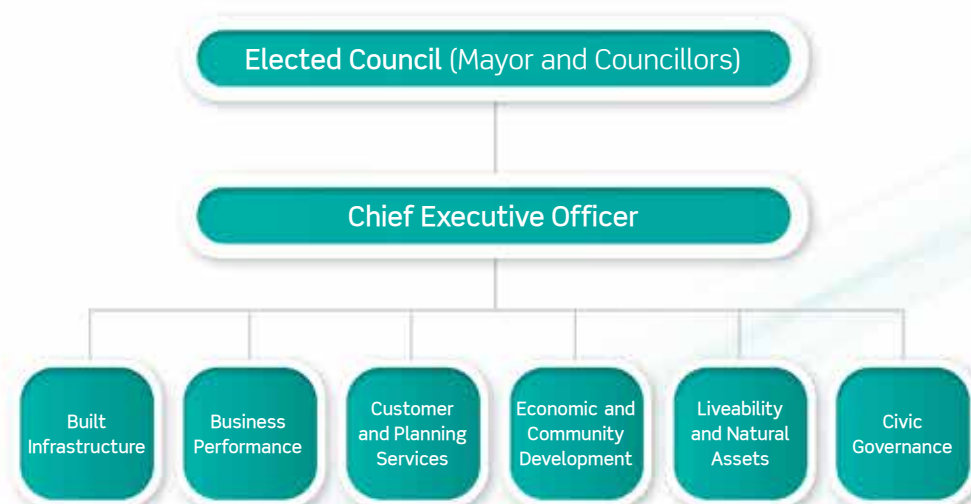 Elected Council (Mayor and Councillors)
Chief Executive Officer
Built
Infrastructure
Business
Performance
Customer
and Planning
Services
Economic and
Community
Development
Liveability
and Natural
Assets
Civic
Governance